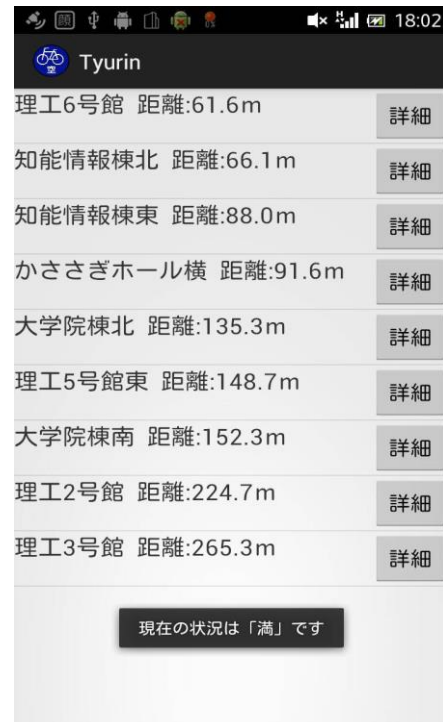 18:02
空
Tyurin
理工6号館 距離:61.6m
詳細
知能情報棟北 距離:66.1m
詳細
知能情報棟東 距離:88.0m
詳細
かささぎホール横 距離:91.6m
詳細
大学院棟北 距離:135.3m
詳細
理工5号館東 距離:148.7m
詳細
大学院棟南 距離:152.3m
詳細
理工2号館 距離:224.7m
詳細
理工3号館 距離:265.3m
詳細
現在の状況は「満」です